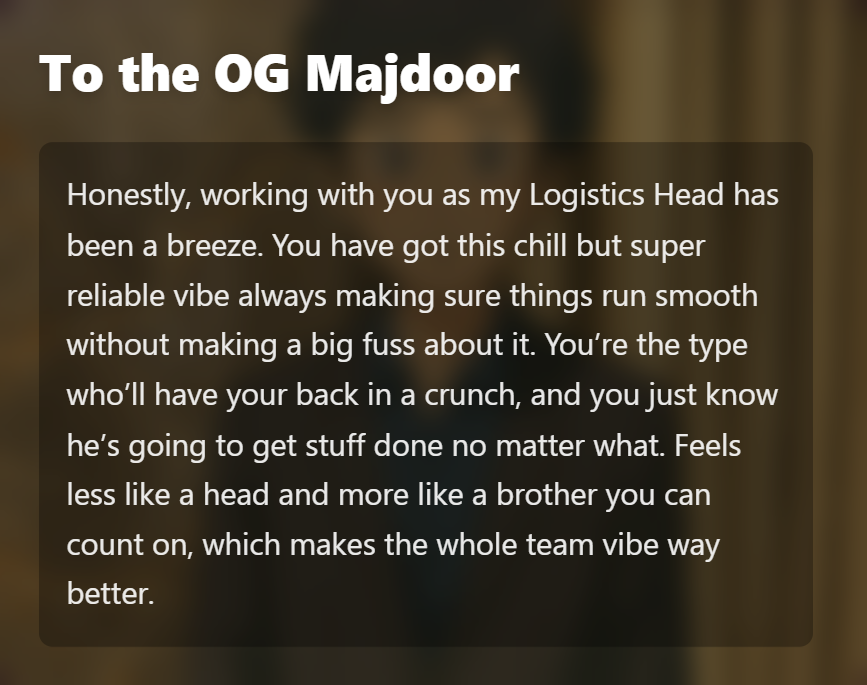 To the OG Majdoor
Honestly, working with you as my Logistics Head has
been a breeze. You have got this chill but super
reliable vibe always making sure things run smooth
without making a big fuss about it. You’re the type
who’ll have your back in a crunch, and you just know
he’s going to get stuff done no matter what. Feels
less like a head and more like a brother you can
count on, which makes the whole team vibe way
better.